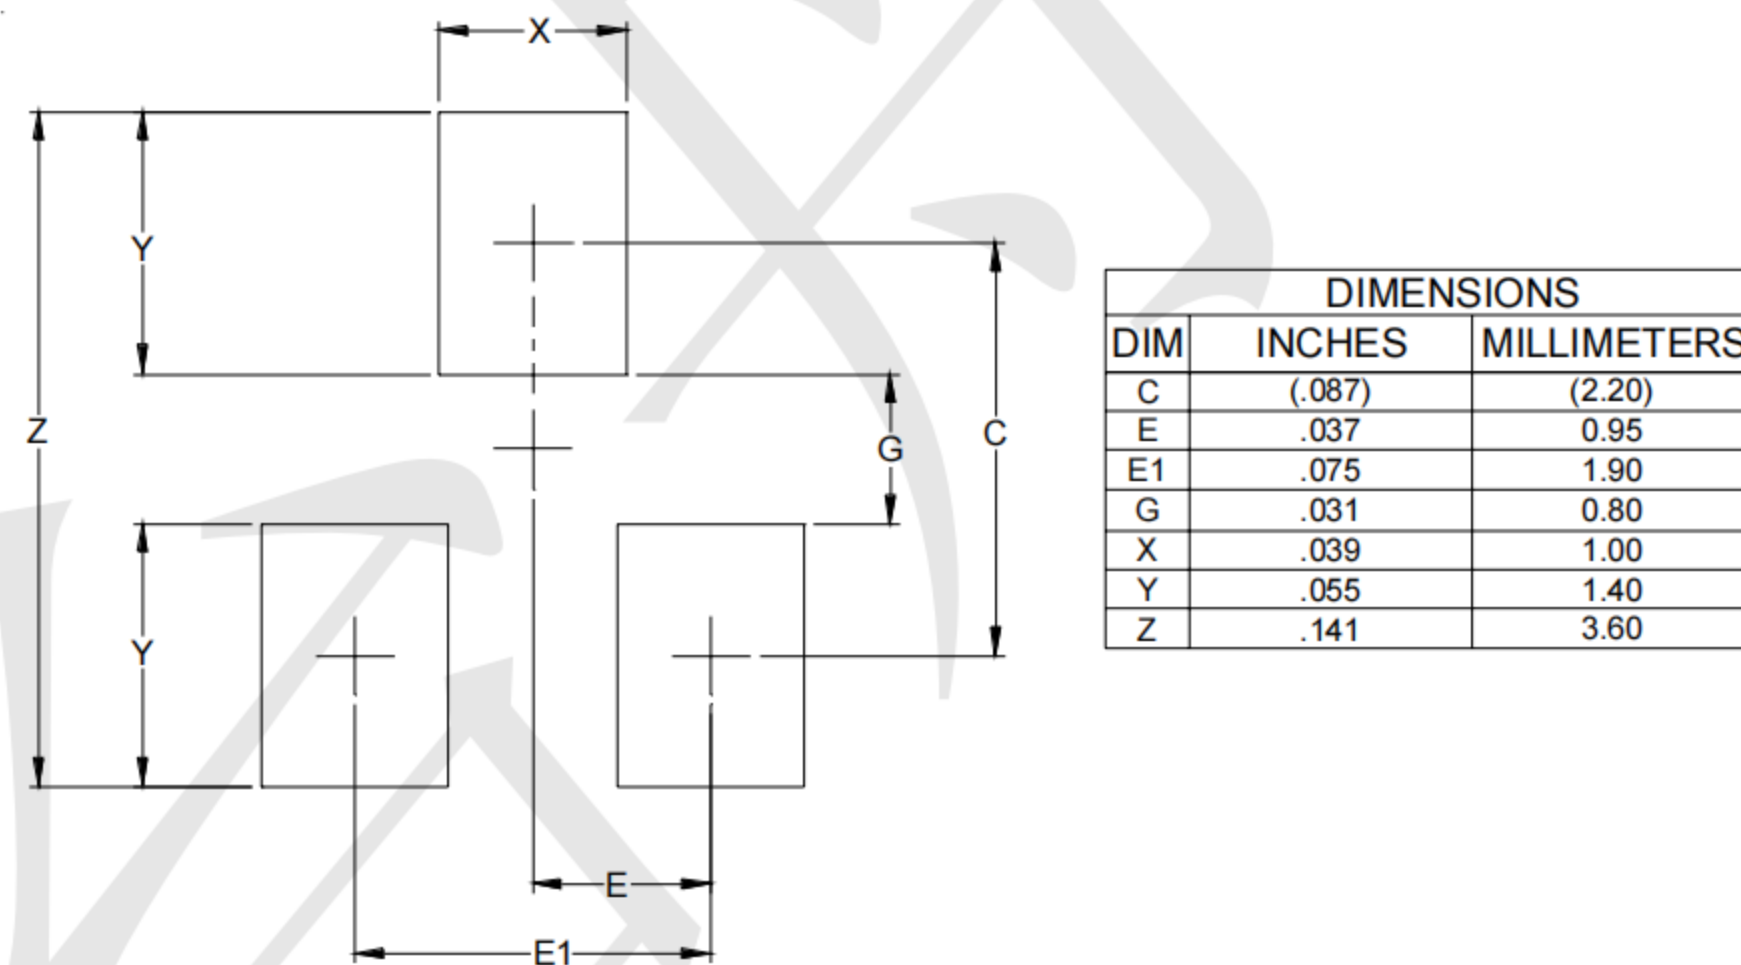 X
Y
Z
G
C
Y
E
E1
DIMENSIONS
DIM INCHES MILLIMETERS
C (.087) (2.20)
E .037 0.95
E1 .075 1.90
G .031 0.80
X .039 1.00
Y .055 1.40
Z .141 3.60